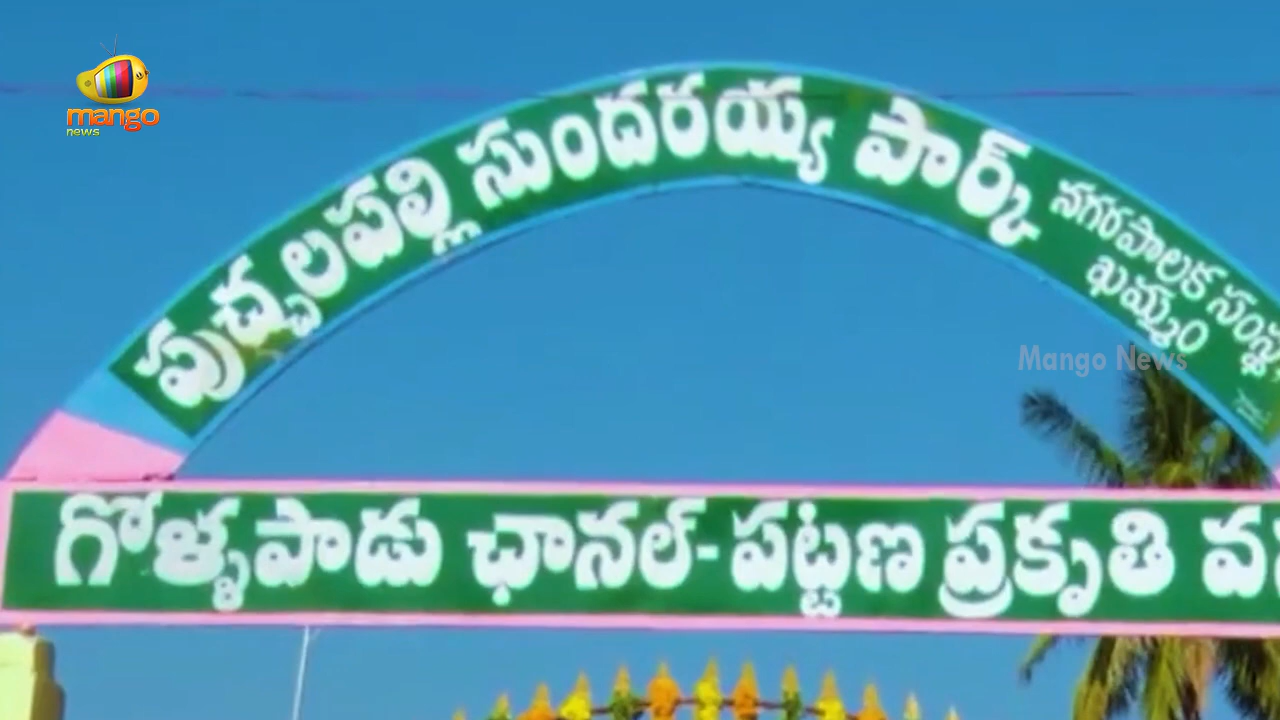 mango
news
పుచ్చలపల్లి సుందరయ్య పార్క్
నగరపాలక సంస్థ
ఖమ్మం
Mango News
గోళ్ళపాడు ఛానల్-పట్టణ ప్రకృతి